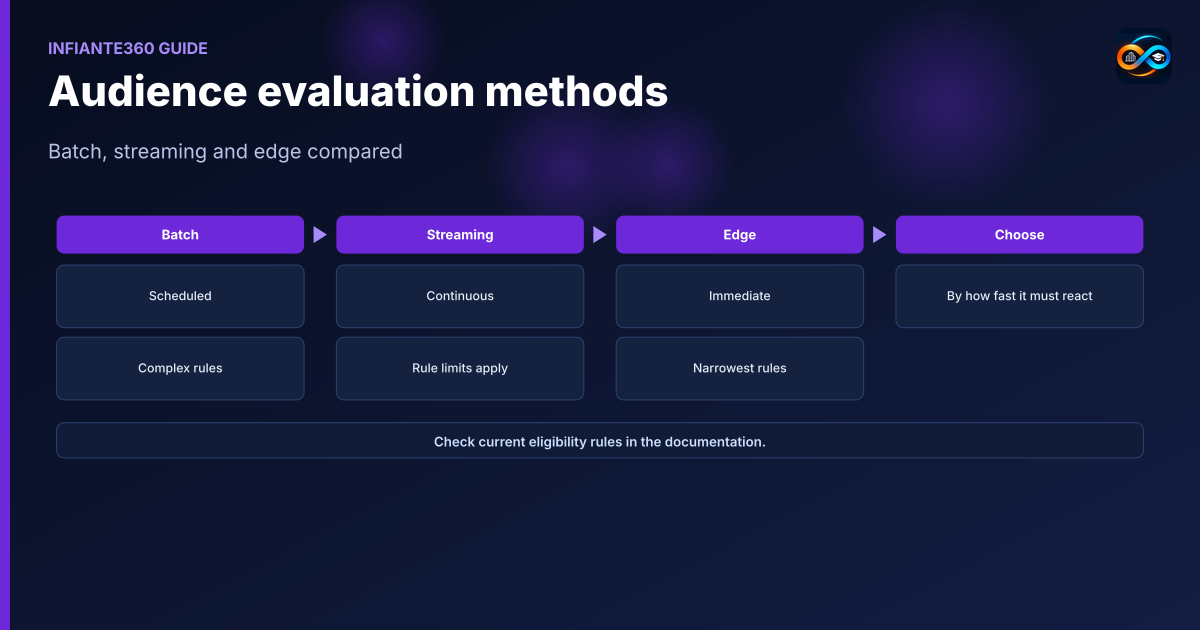 INFIANTE360 GUIDE
Audience evaluation methods
Batch, streaming and edge compared
Batch
Scheduled
Complex rules
Streaming
Continuous
Rule limits apply
Edge
Immediate
Narrowest rules
Choose
By how fast it must react
Check current eligibility rules in the documentation.